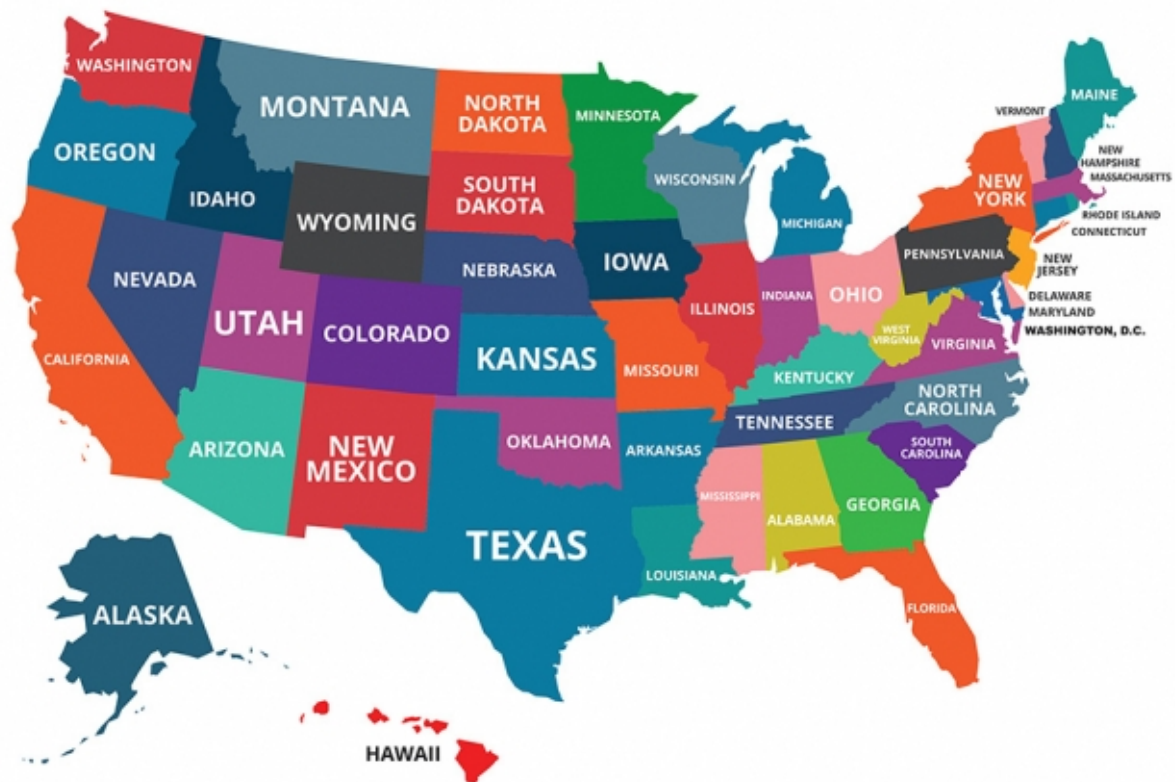 WASHINGTON
MONTANA
NORTH
DAKOTA
MINNESOTA
MAINE
VERMONT
OREGON
IDAHO
WYOMING
SOUTH
DAKOTA
WISCONSIN
MICHIGAN
NEW
YORK
NEW
HAMPSHIRE
MASSACHUSETTS
RHODE ISLAND
CONNECTICUT
NEVADA
UTAH
COLORADO
NEBRASKA
IOWA
ILLINOIS
INDIANA
OHIO
PENNSYLVANIA
NEW
JERSEY
DELAWARE
MARYLAND
WASHINGTON, D.C.
CALIFORNIA
KANSAS
MISSOURI
KENTUCKY
WEST
VIRGINIA
VIRGINIA
ARIZONA
NEW
MEXICO
OKLAHOMA
ARKANSAS
TENNESSEE
NORTH
CAROLINA
SOUTH
CAROLINA
TEXAS
LOUISIANA
MISSISSIPPI
ALABAMA
GEORGIA
FLORIDA
ALASKA
HAWAII